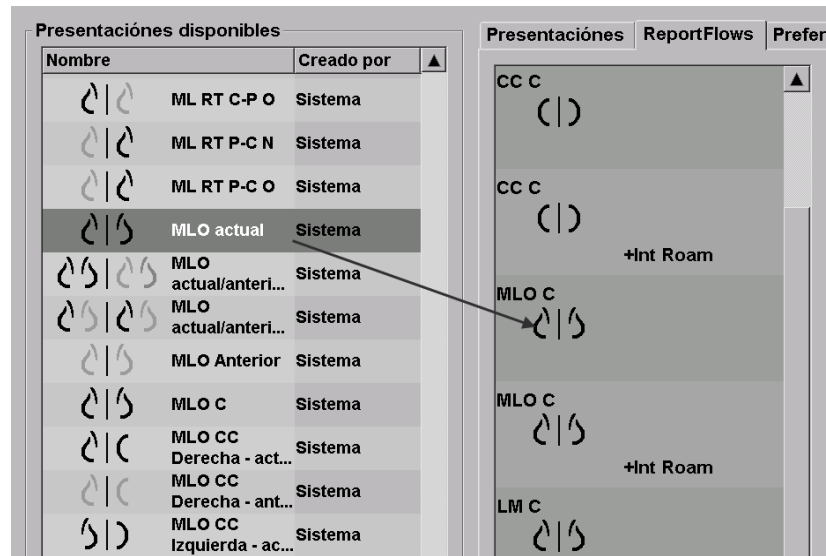 Presentaciónes disponibles
Nombre Creado por
ML RT C-P O Sistema
ML RT P-C N Sistema
ML RT P-C O Sistema
MLO actual Sistema
MLO
actual/anteri... Sistema
MLO
actual/anteri... Sistema
MLO Anterior Sistema
MLO C Sistema
MLO CC
Derecha - act... Sistema
MLO CC
Derecha - ant... Sistema
MLO CC
Izquierda - ac... Sistema
Presentaciónes ReportFlows Prefer
CC C
CC C
+Int Roam
MLO C
MLO C
+Int Roam
LM C